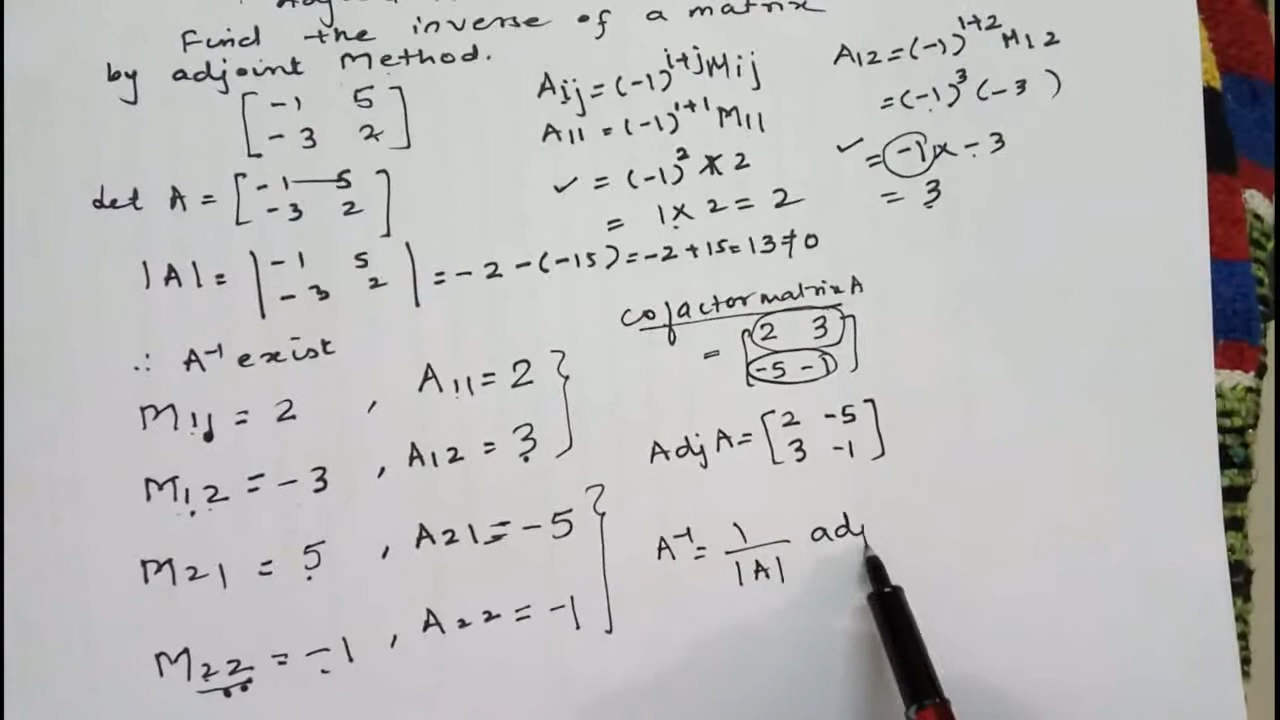 Find the inverse of a matrix
by adjoint Method.
[ -1 5
-3 2 ]
det A = [ -1 5
-3 2 ]
|A| = | -1 5
-3 2 | = -2 -(-15) = -2 + 15 = 13 ≠ 0
∴ A⁻¹ exist
M11 = 2 , A11 = 2
M12 = -3 , A12 = 3
M21 = 5 , A21 = -5
M22 = -1 , A22 = -1
Aij = (-1)^i+j Mij
A11 = (-1)^1+1 M11
✓ = (-1)^2 × 2
= 1 × 2 = 2
A12 = (-1)^1+2 M12
= (-1)^3 (-3 )
✓ = -1 × -3
= 3
cofactor matrix A
= [ 2 3
-5 -1 ]
Adj A = [ 2 -5
3 -1 ]
A⁻¹ = 1/|A| adj